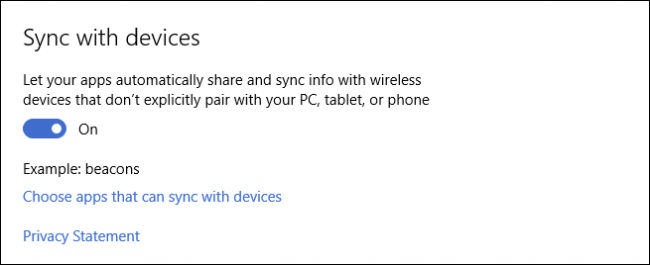 Sync with devices
Let your apps automatically share and sync info with wireless
devices that don't explicitly pair with your PC, tablet, or phone
On
Example: beacons
Choose apps that can sync with devices
Privacy Statement